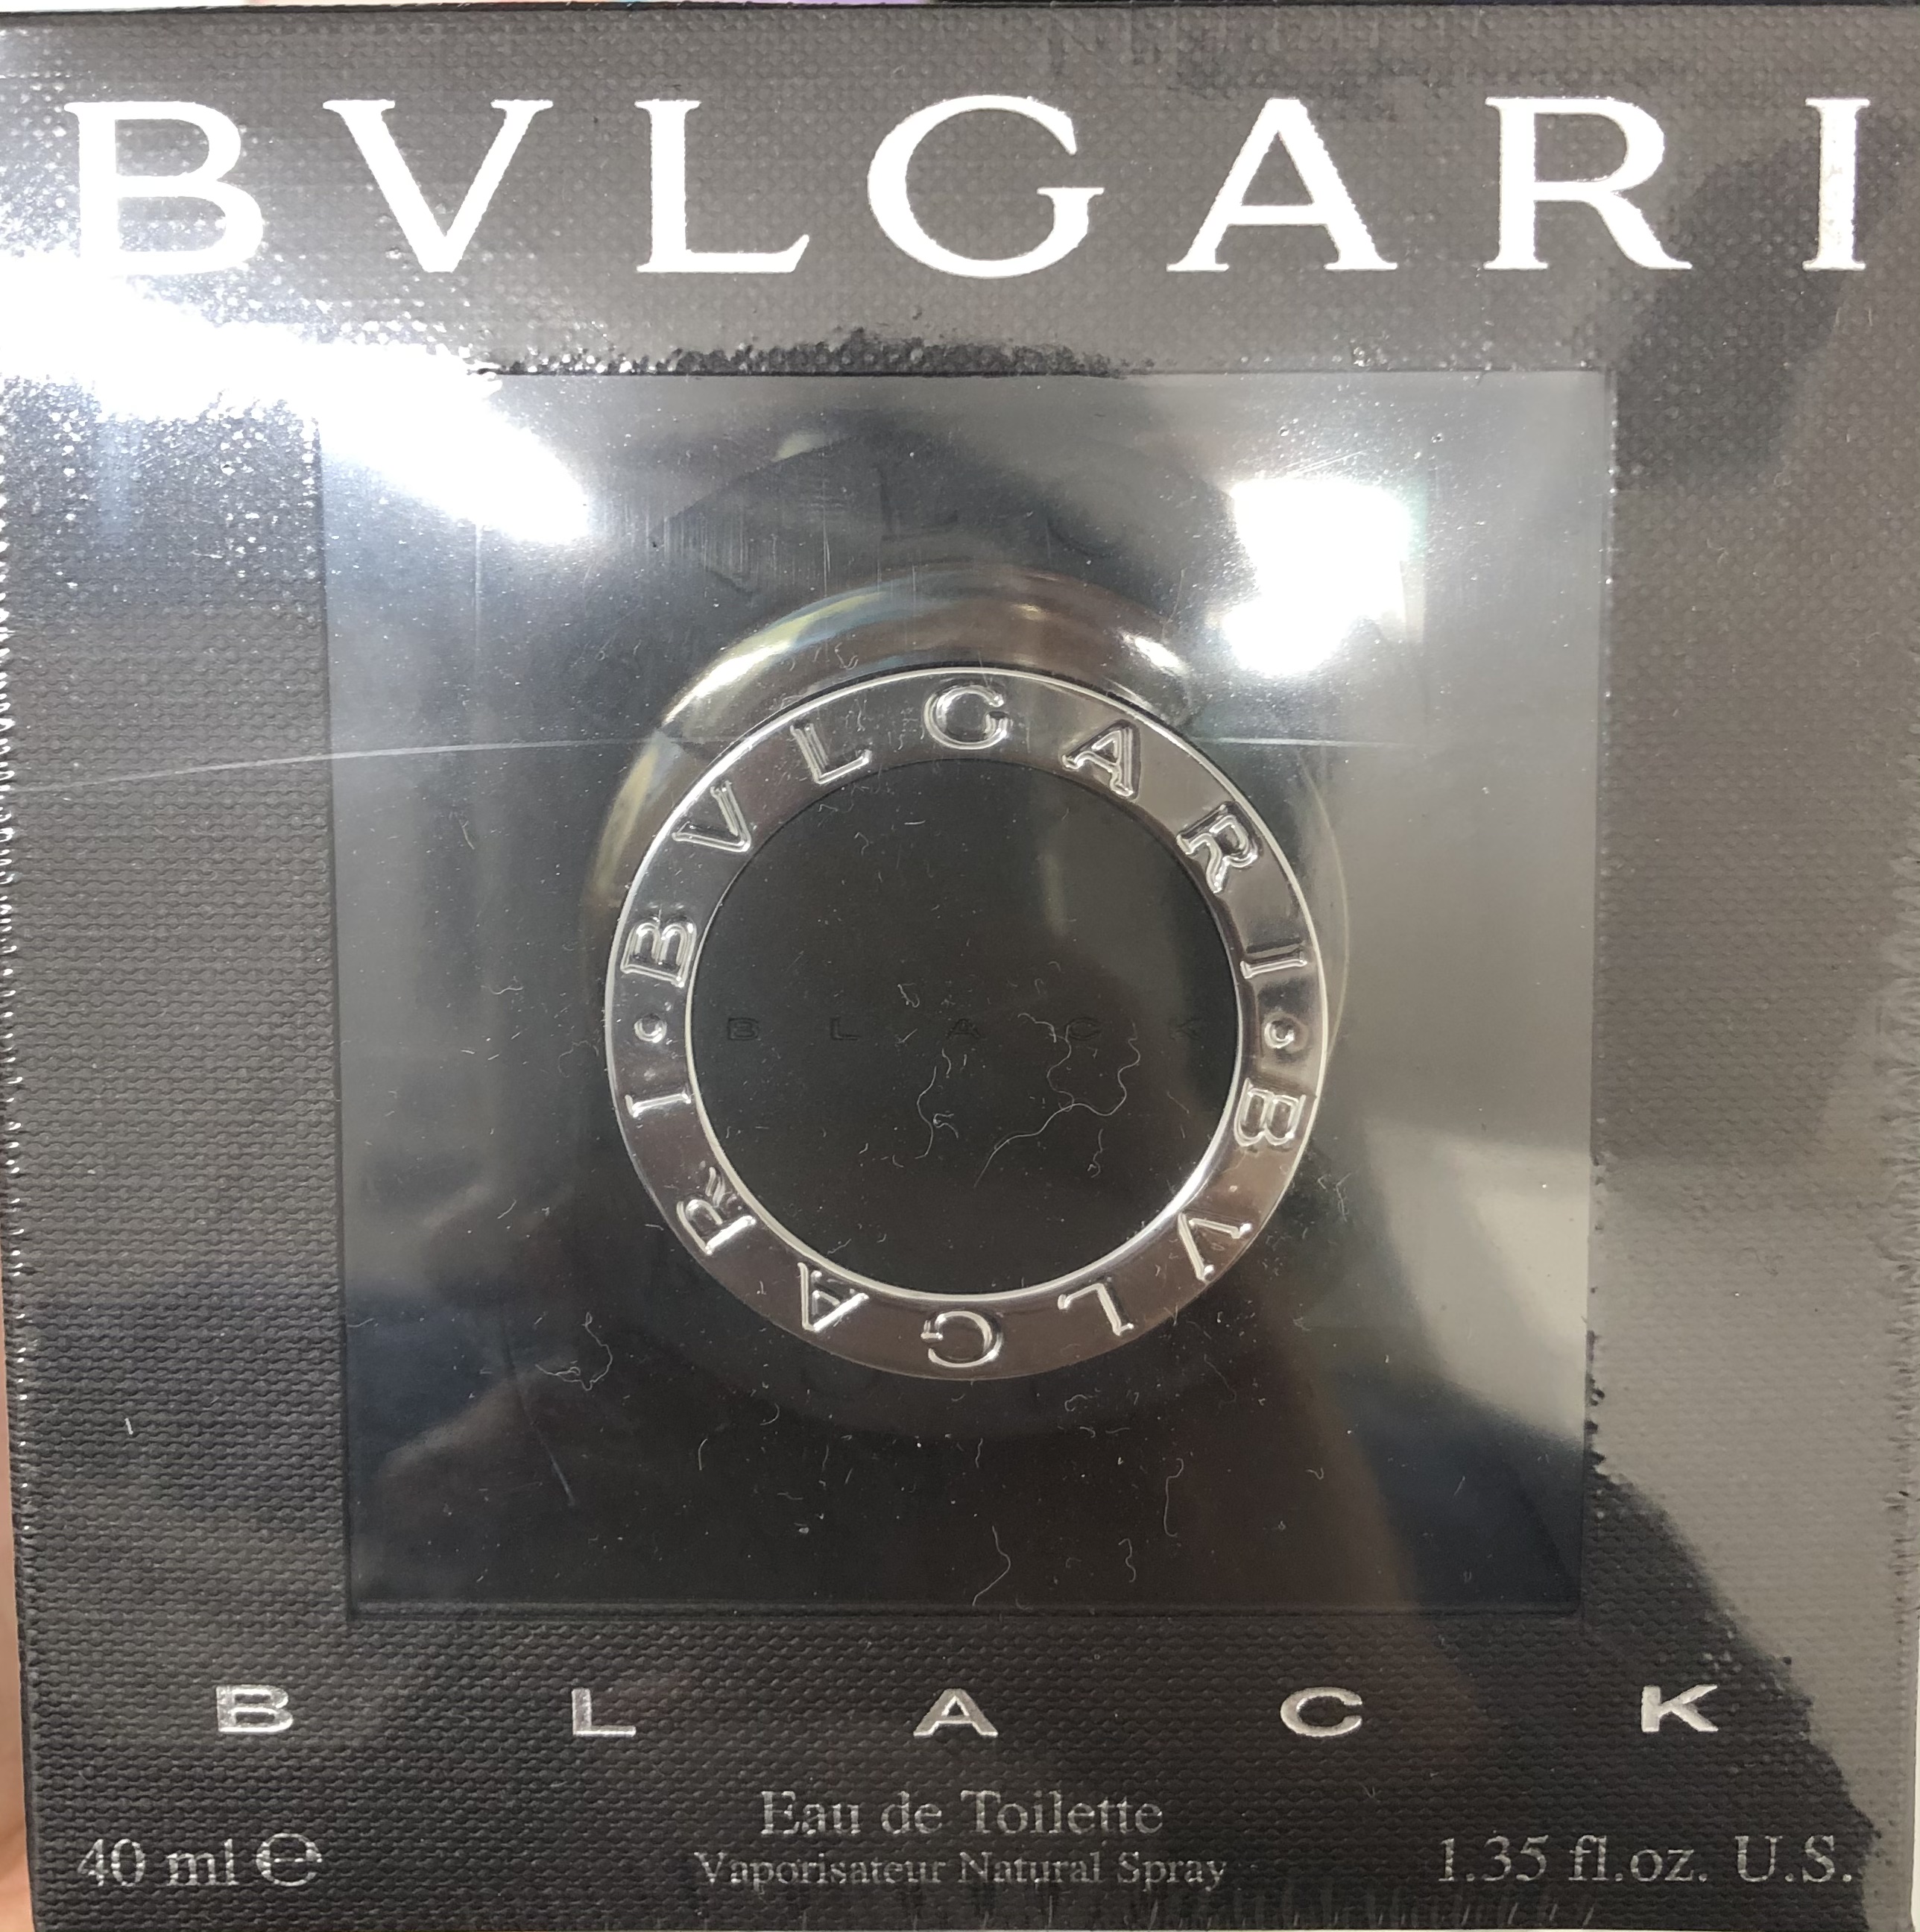 BVLGARI
BVLGARI • BVLGARI •
BLACK
BLACK
Eau de Toilette
40 ml ℮ Vaporisateur Natural Spray 1.35 fl.oz. U.S.